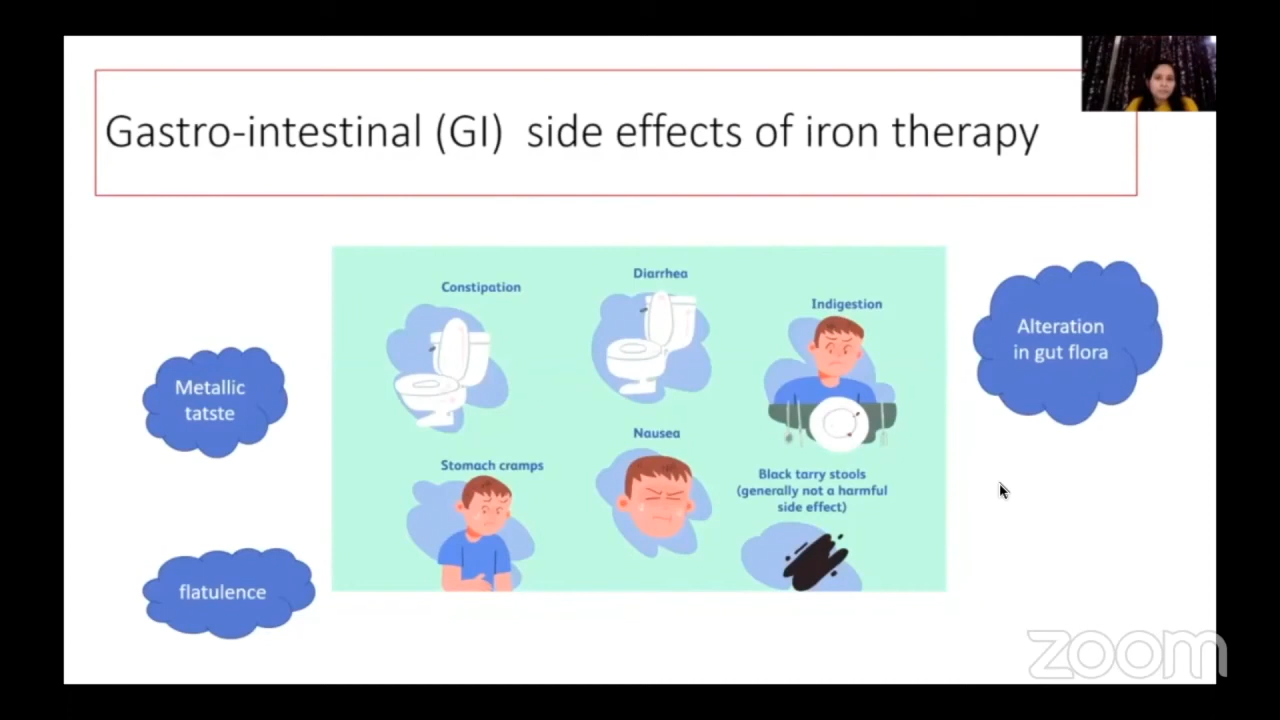 Gastro-intestinal (GI) side effects of iron therapy
Constipation
Diarrhea
Indigestion
Alteration
in gut flora
Metallic
tatste
Nausea
Stomach cramps
Black tarry stools
(generally not a harmful
side effect)
flatulence
zoom